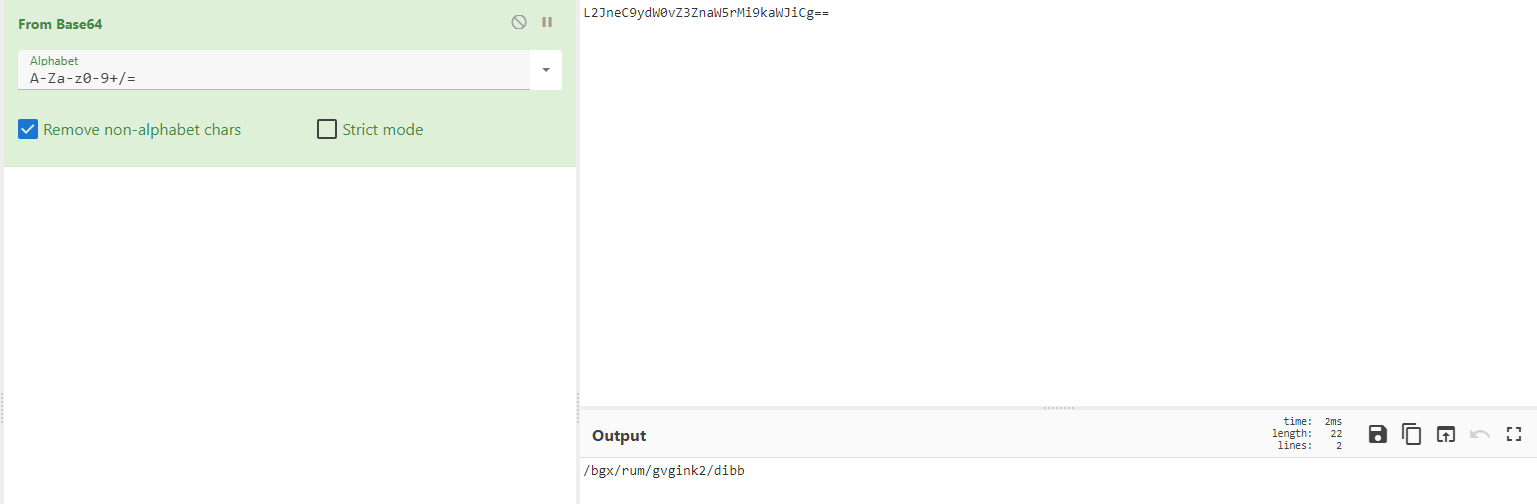 From Base64
Alphabet
A-Za-z0-9+/=
Remove non-alphabet chars
Strict mode
L2JneC9ydW0vZ3ZnaW5rMi9kaWJiCg==
Output
time: 2ms
length: 22
lines: 2
/bgx/rum/gvgink2/dibb